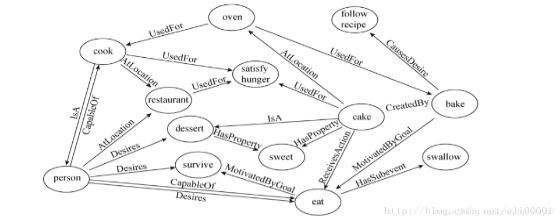 oven
follow
recipe
cook
UsedFor
UsedFor
AtLocation
UsedFor
CausesDesire
AtLocation
satisfy
hunger
UsedFor
UsedFor
restaurant
IsA
CapableOf
cake
CreatedBy
bake
AtLocation
IsA
dessert
HasProperty
HasProperty
Desires
sweet
ReceivesAction
MotivatedByGoal
swallow
survive
Desires
MotivatedByGoal
HasSubevent
person
CapableOf
Desires
eat